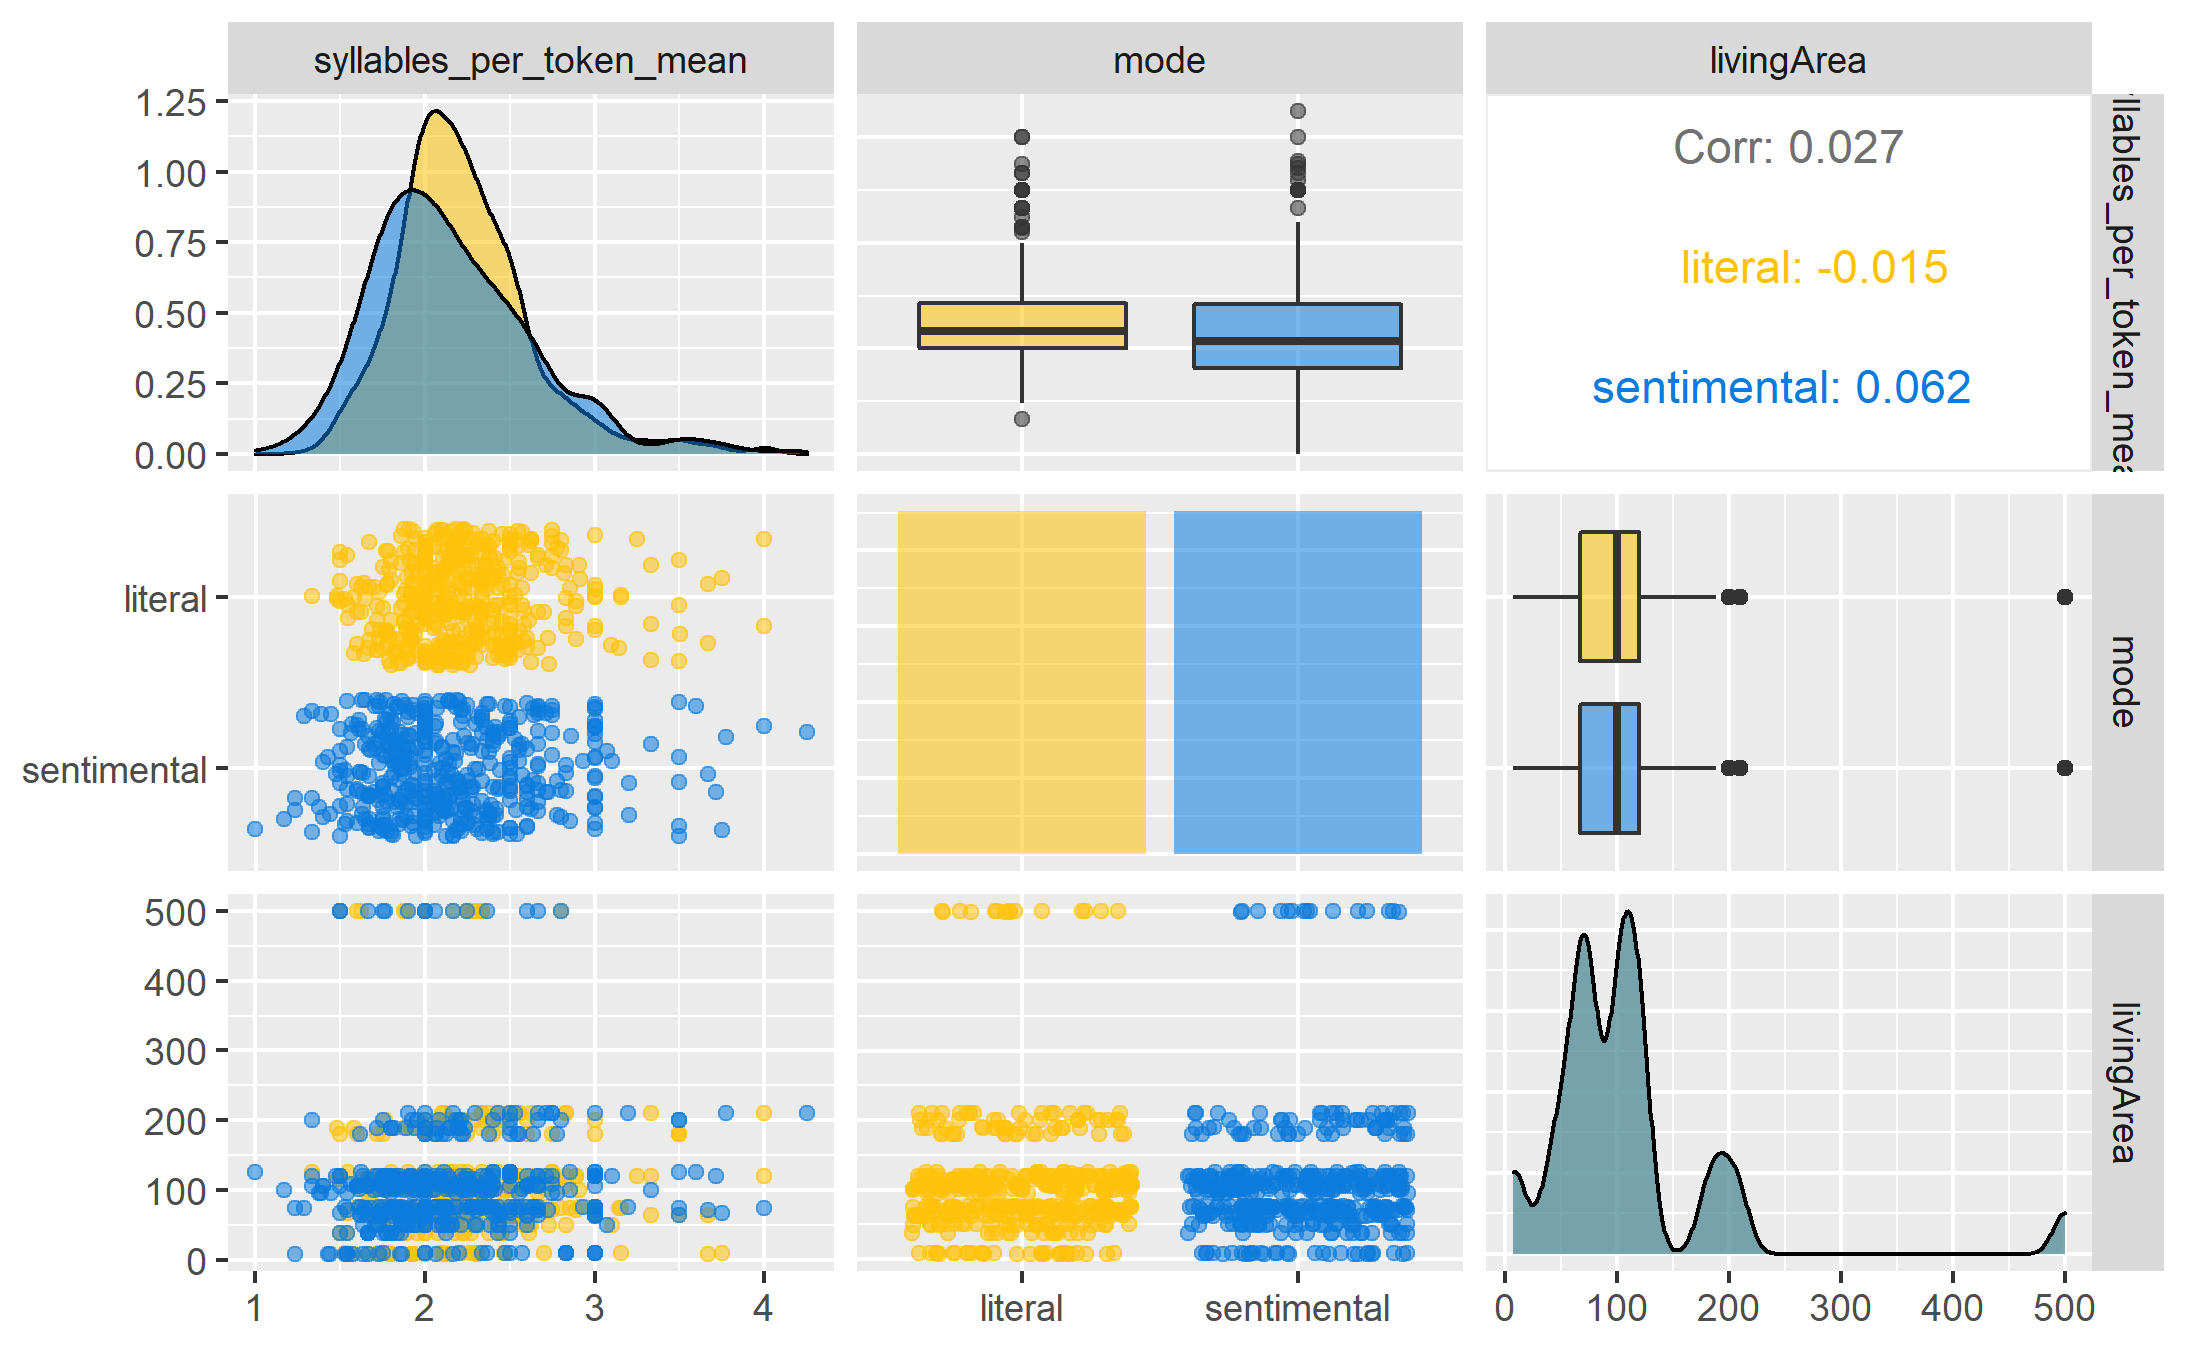 syllables_per_token_mean
mode
livingArea
1.25
1.00
0.75
0.50
0.25
0.00
Corr: 0.027
literal: -0.015
sentimental: 0.062
llables_per_token_mea
literal
sentimental
mode
500
400
300
200
100
0
livingArea
1 2 3 4
literal sentimental
0 100 200 300 400 500